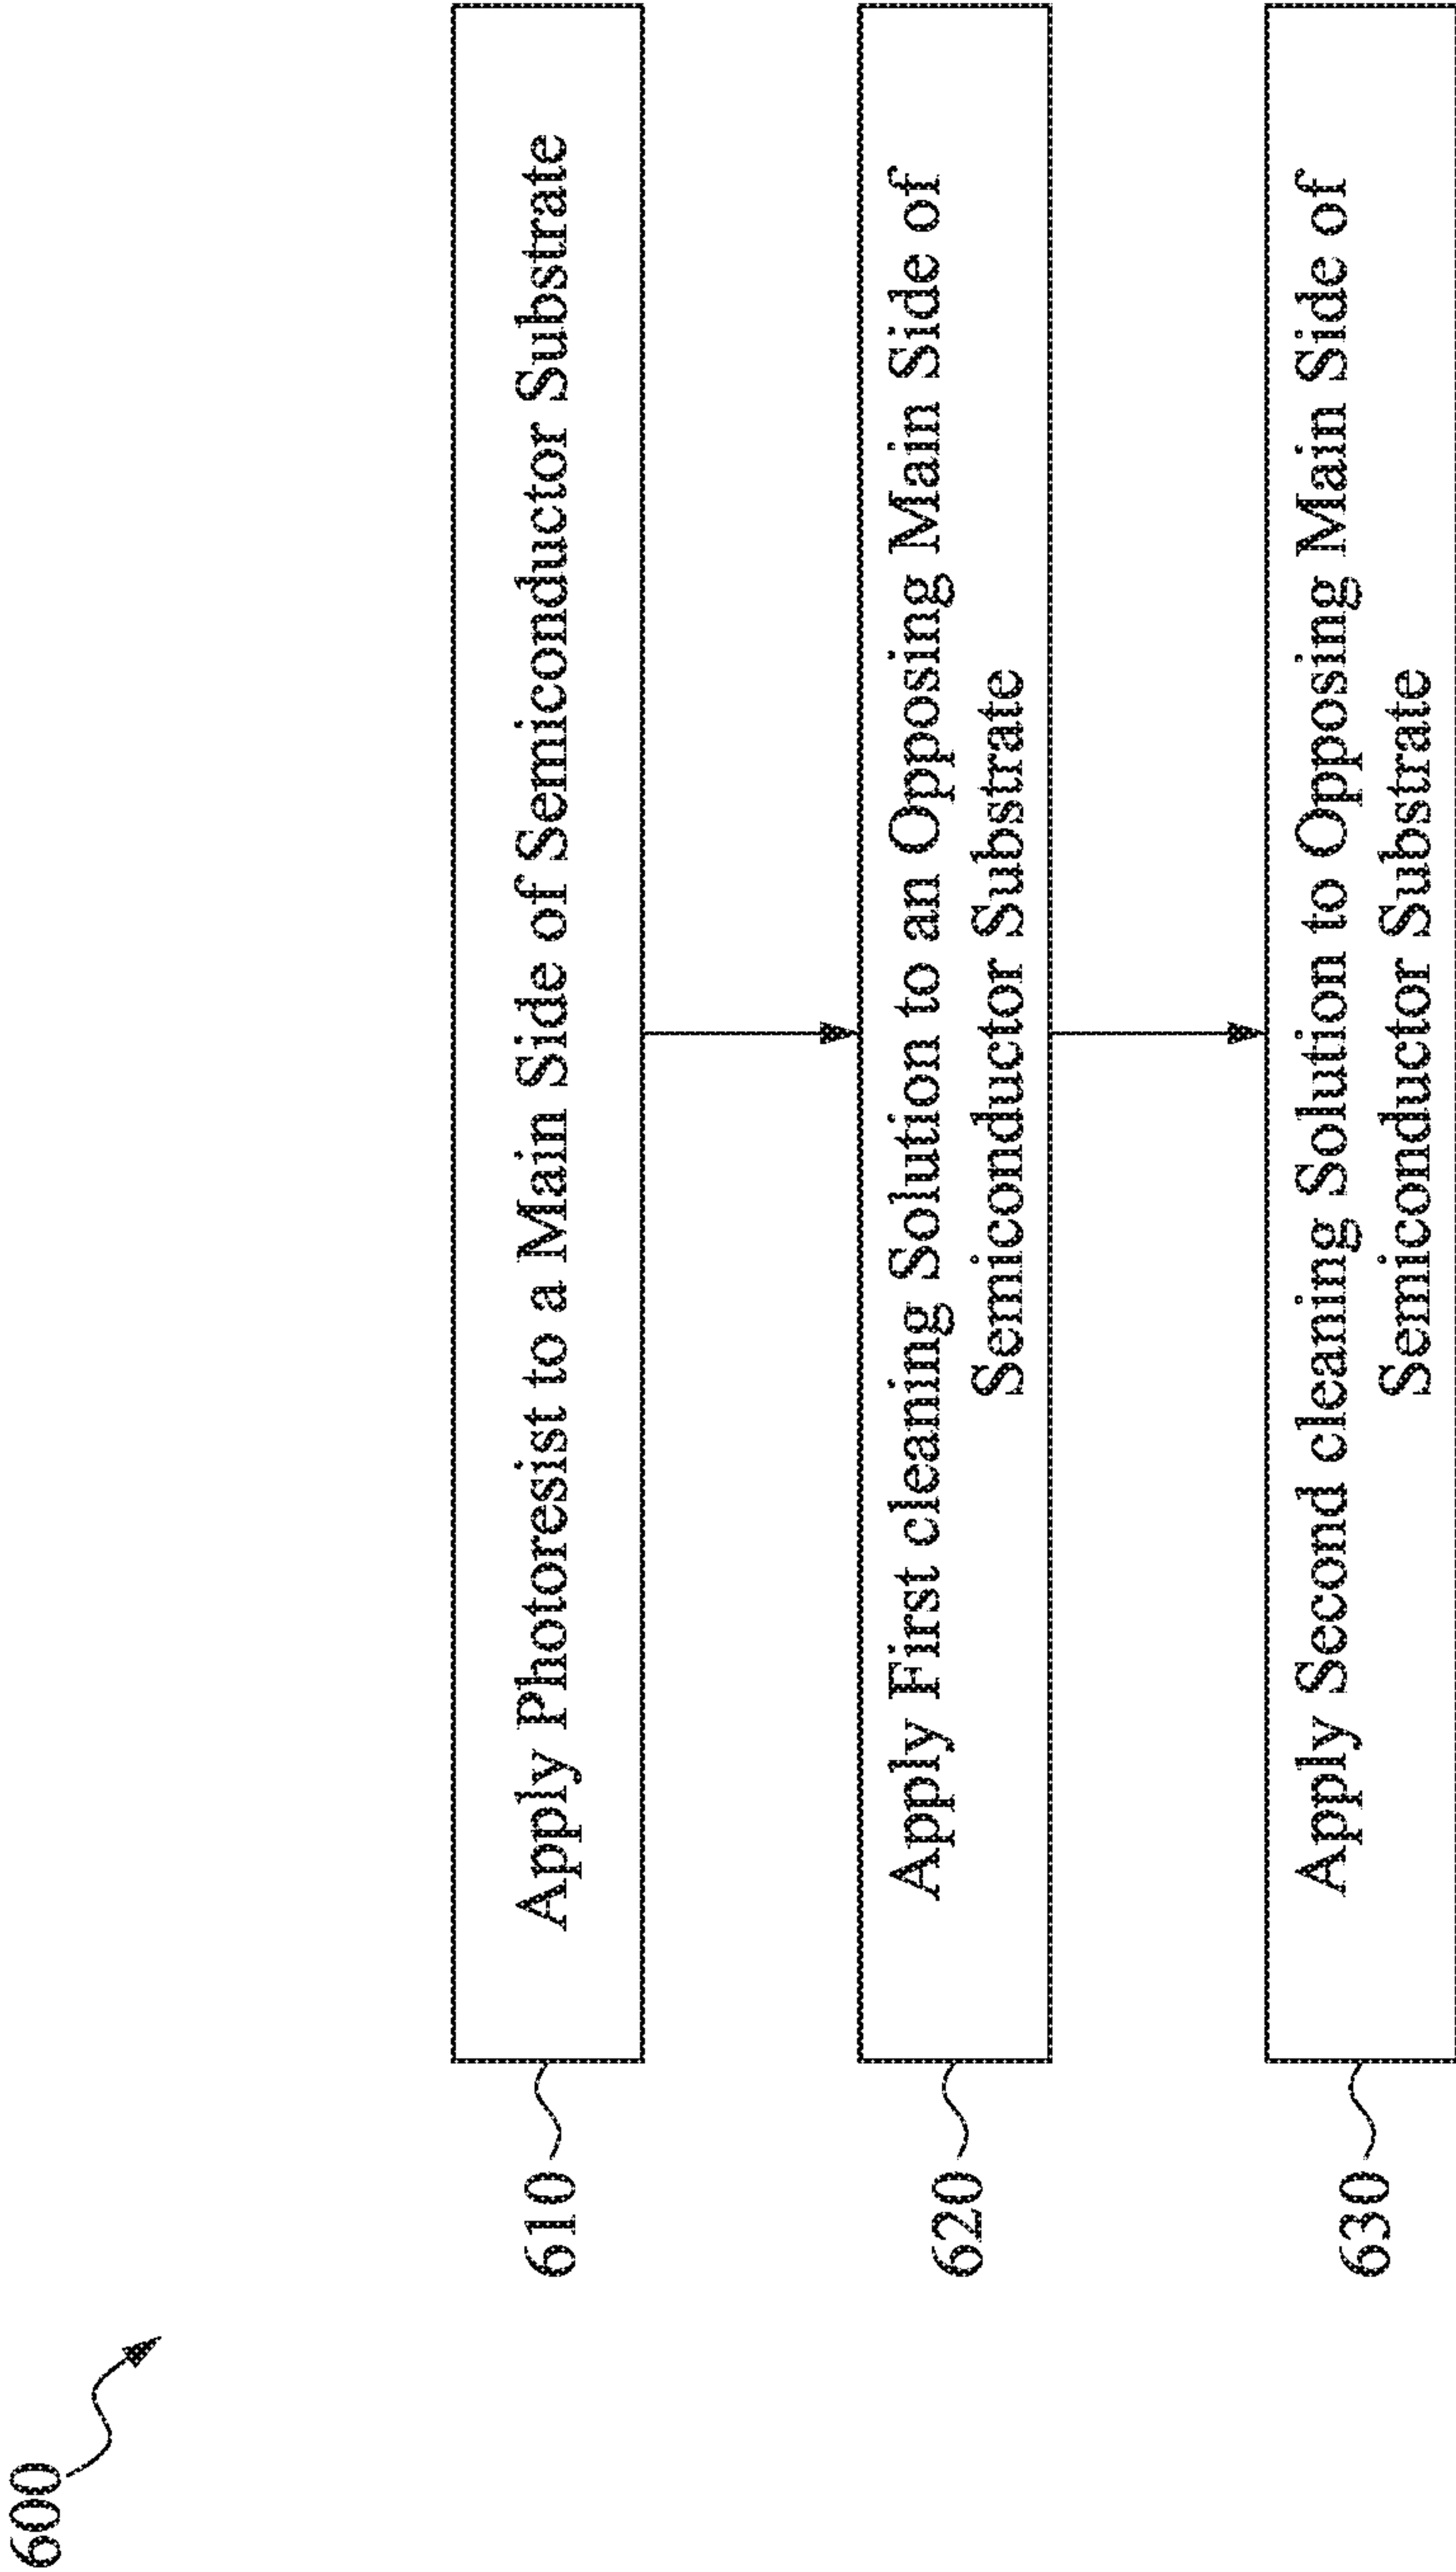 600
610
Apply Photoresist to a Main Side of Semiconductor Substrate
620
Apply First cleaning Solution to an Opposing Main Side of
Semiconductor Substrate
630
Apply Second cleaning Solution to Opposing Main Side of
Semiconductor Substrate